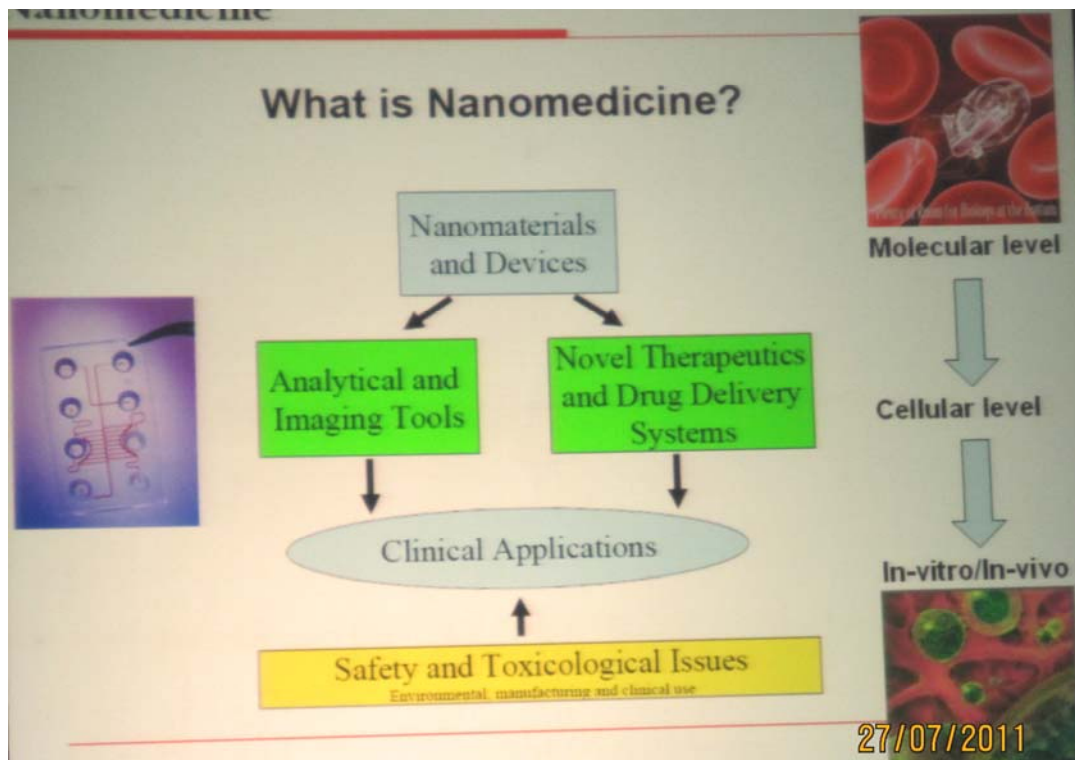 Nanomedicine
What is Nanomedicine?
Nanomaterials
and Devices
Analytical and
Imaging Tools
Novel Therapeutics
and Drug Delivery
Systems
Clinical Applications
Safety and Toxicological Issues
Environmental, manufacturing and clinical use
Molecular level
Cellular level
In-vitro/In-vivo
27/07/2011